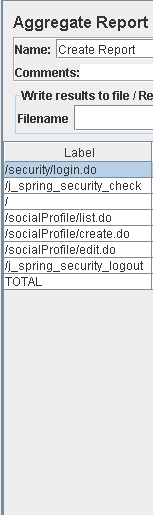 Aggregate Report
Name: Create Report
Comments:
Write results to file / Re
Filename
Label
/security/login.do
/j_spring_security_check
/
/socialProfile/list.do
/socialProfile/create.do
/socialProfile/edit.do
/j_spring_security_logout
TOTAL